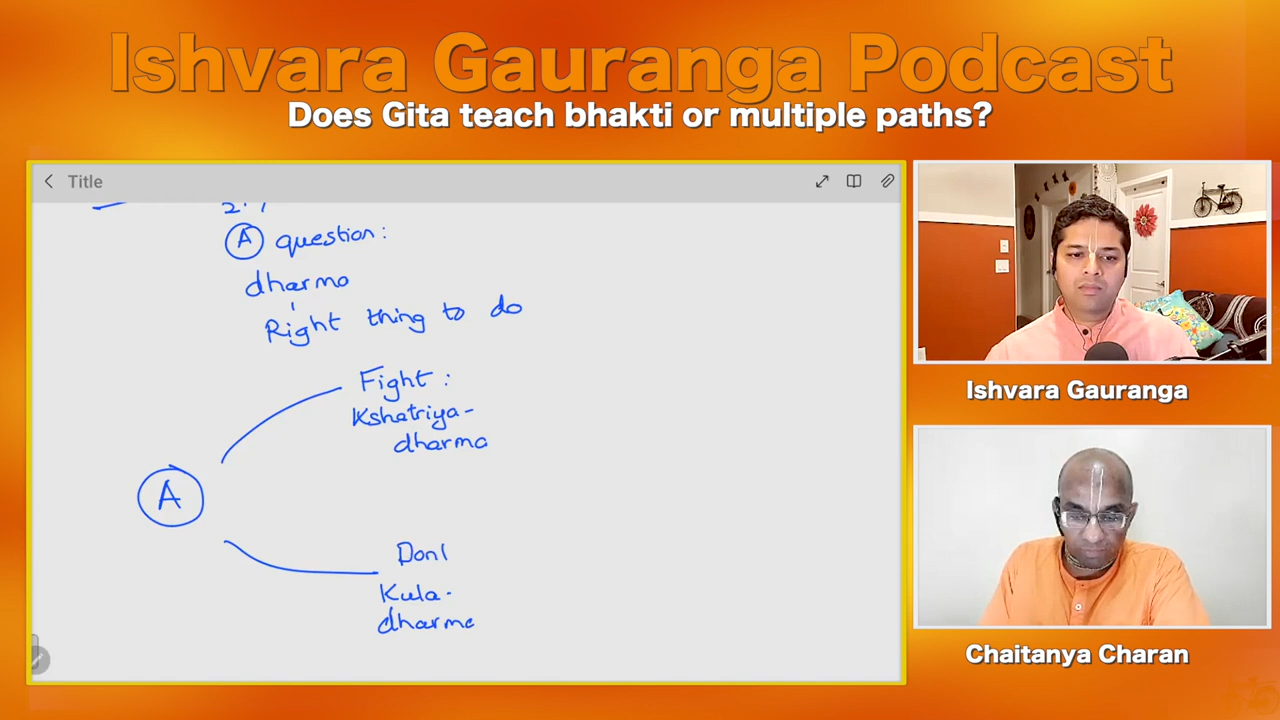 Ishvara Gauranga Podcast
Does Gita teach bhakti or multiple paths?
Title
A question:
dharma
Right thing to do
Fight:
Kshatriya-
dharma
A
Kula-
dharma
Ishvara Gauranga
Chaitanya Charan